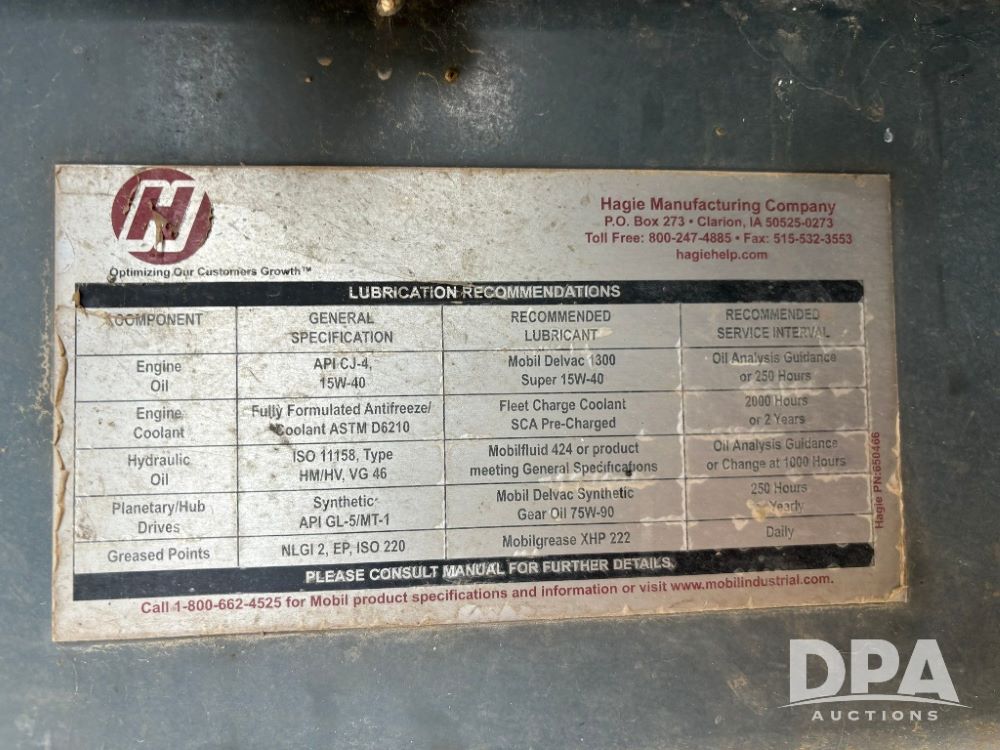 H
Optimizing Our Customers Growth™
Hagie Manufacturing Company
P.O. Box 273 • Clarion, IA 50525-0273
Toll Free: 800-247-4885 • Fax: 515-532-3553
hagiehelp.com
LUBRICATION RECOMMENDATIONS
COMPONENT
GENERAL
SPECIFICATION
RECOMMENDED
LUBRICANT
RECOMMENDED
SERVICE INTERVAL
Engine
Oil
API CJ-4,
15W-40
Mobil Delvac 1300
Super 15W-40
Oil Analysis Guidance
or 250 Hours
Engine
Coolant
Fully Formulated Antifreeze/
Coolant ASTM D6210
Fleet Charge Coolant
SCA Pre-Charged
2000 Hours
or 2 Years
Hydraulic
Oil
ISO 11158, Type
HM/HV, VG 46
Mobilfluid 424 or product
meeting General Specifications
Oil Analysis Guidance
or Change at 1000 Hours
Planetary/Hub
Drives
Synthetic
API GL-5/MT-1
Mobil Delvac Synthetic
Gear Oil 75W-90
250 Hours
Yearly
Greased Points
NLGI 2, EP, ISO 220
Mobilgrease XHP 222
Daily
PLEASE CONSULT MANUAL FOR FURTHER DETAILS.
Call 1-800-662-4525 for Mobil product specifications and information or visit www.mobilindustrial.com.
Hagie PN:650466
DPA
AUCTIONS